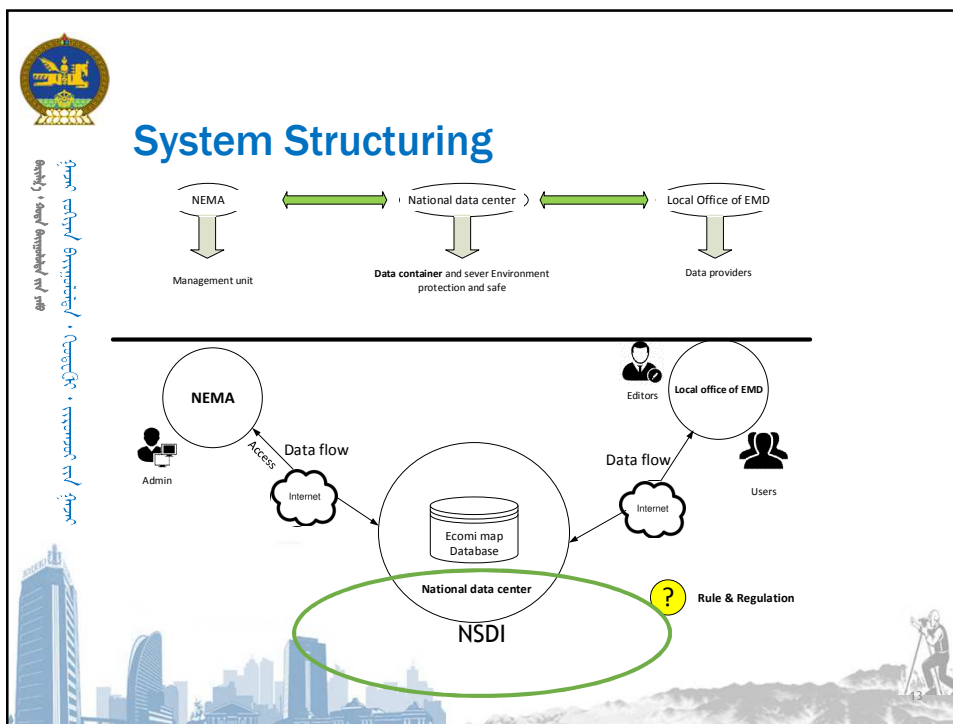 System Structuring
NEMA
National data center
Local Office of EMD
Management unit
Data container and sever Environment
protection and safe
Data providers
NEMA
Editors
Local office of EMD
Admin
Access
Data flow
Internet
Data flow
Internet
Users
Ecomi map
Database
National data center
?
Rule & Regulation
NSDI
13